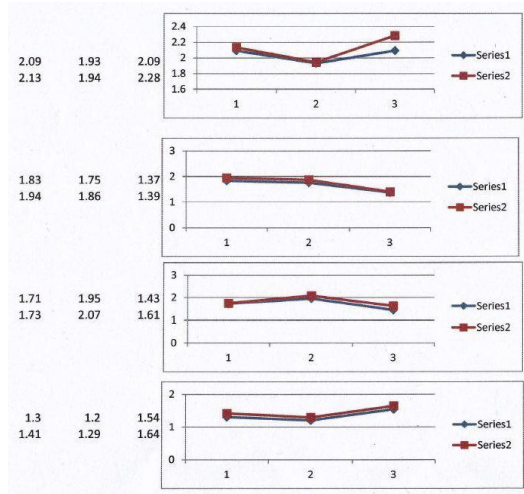 2.4
2.2
2
1.8
1.6
1 2 3
Series1
Series2
2.09 1.93 2.09
2.13 1.94 2.28
3
2
1
0
1 2 3
Series1
Series2
1.83 1.75 1.37
1.94 1.86 1.39
3
2
1
0
1 2 3
Series1
Series2
1.71 1.95 1.43
1.73 2.07 1.61
2
1
0
1 2 3
Series1
Series2
1.3 1.2 1.54
1.41 1.29 1.64